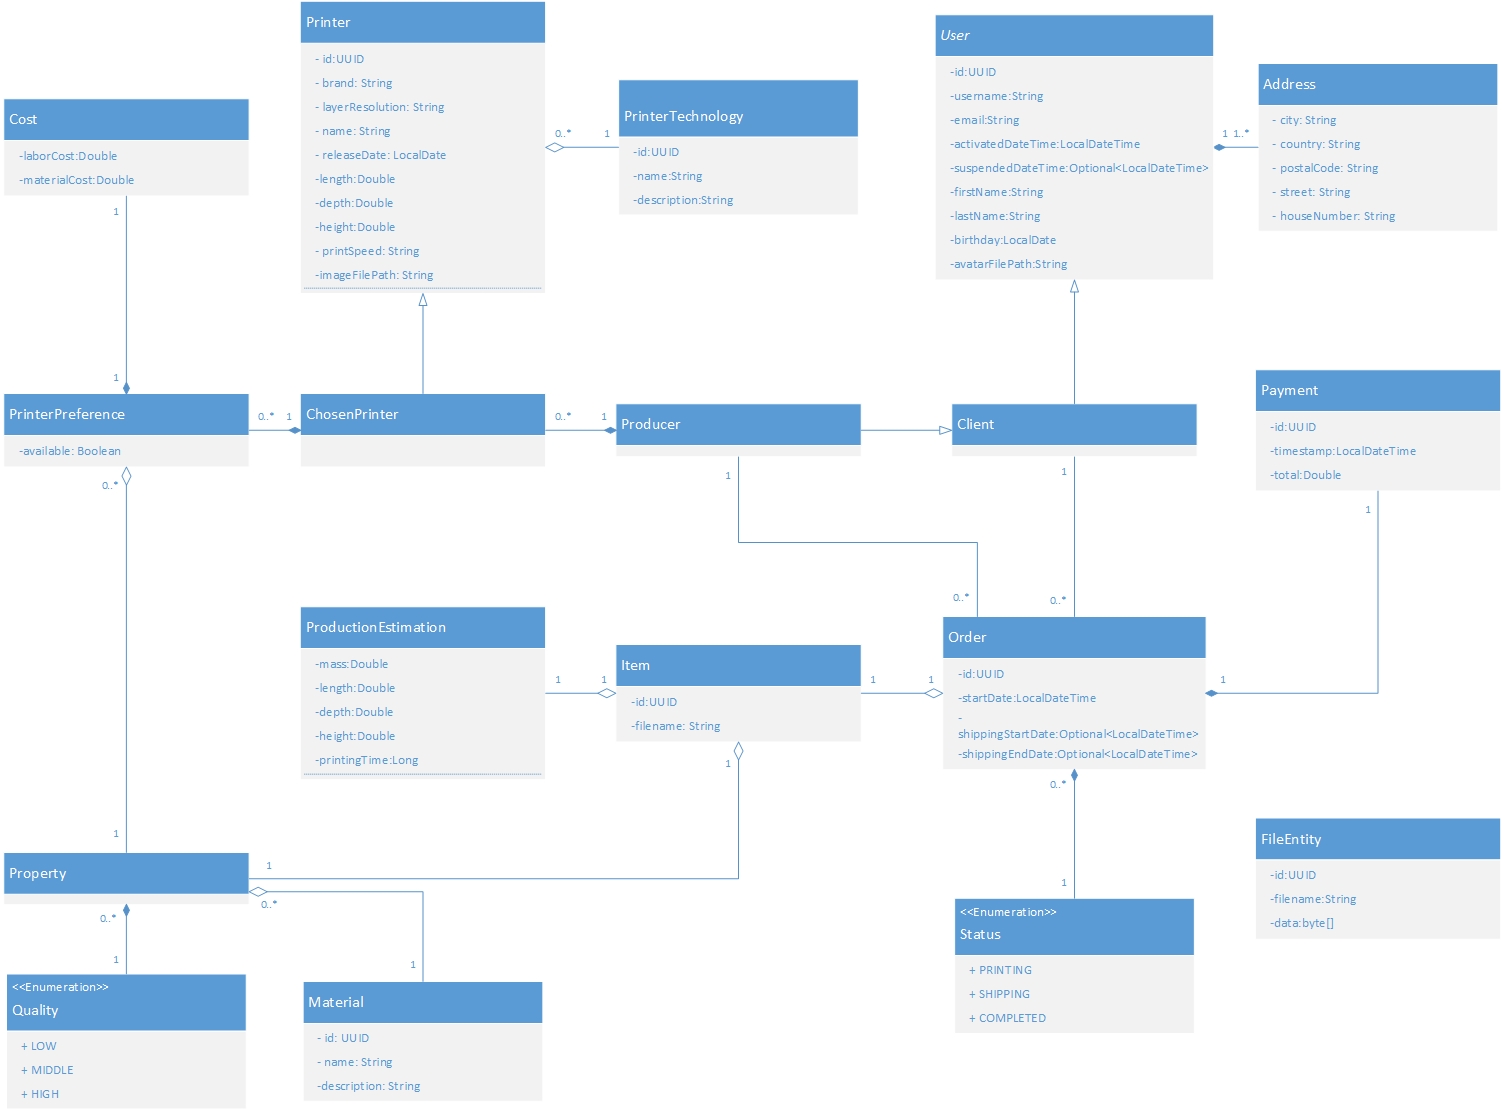 Printer
- id:UUID
- brand: String
- layerResolution: String
- name: String
- releaseDate: LocalDate
-length:Double
-depth:Double
-height:Double
- printSpeed: String
-imageFilePath: String
User
-id:UUID
-username:String
-email:String
-activatedDateTime:LocalDateTime
-suspendedDateTime:Optional<LocalDateTime>
-firstName:String
-lastName:String
-birthday:LocalDate
-avatarFilePath:String
Address
- city: String
- country: String
- postalCode: String
- street: String
- houseNumber: String
1 1..*
Cost
-laborCost:Double
-materialCost:Double
1
1
PrinterTechnology
-id:UUID
-name:String
-description:String
0..* 1
PrinterPreference
-available: Boolean
0..* 1
ChosenPrinter
0..* 1
Producer
Client
Payment
-id:UUID
-timestamp:LocalDateTime
-total:Double
1
0..*
1
1
1
0..*
0..*
ProductionEstimation
-mass:Double
-length:Double
-depth:Double
-height:Double
-printingTime:Long
1 1
Item
-id:UUID
-filename: String
1 1
Order
-id:UUID
-startDate:LocalDateTime
-
shippingStartDate:Optional<LocalDateTime>
-shippingEndDate:Optional<LocalDateTime>
1
1
0..*
1
1
Property
1
0..*
0..*
1
1
<<Enumeration>>
Quality
+ LOW
+ MIDDLE
+ HIGH
Material
- id: UUID
- name: String
-description: String
<<Enumeration>>
Status
+ PRINTING
+ SHIPPING
+ COMPLETED
FileEntity
-id:UUID
-filename:String
-data:byte[]